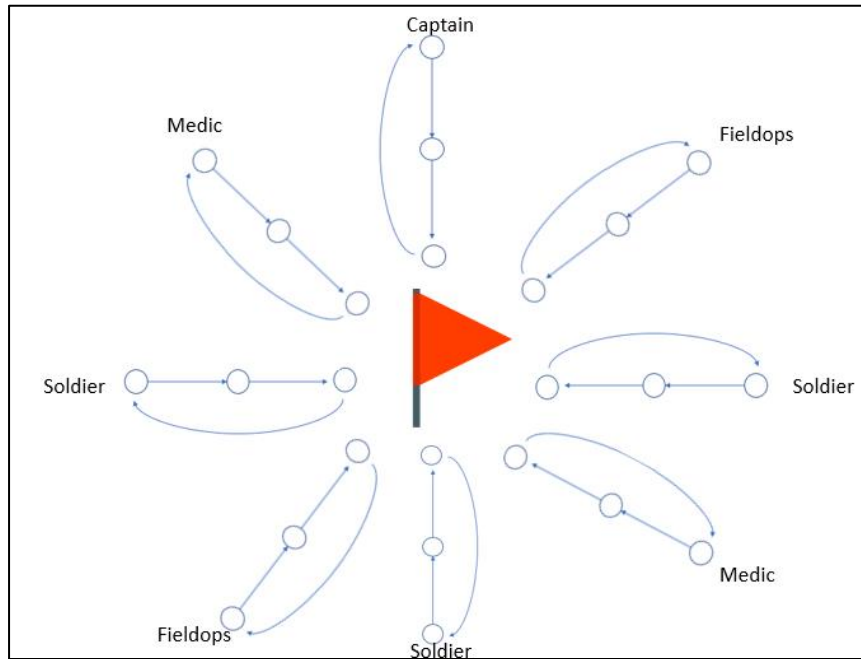 Captain
Medic
Fieldops
Soldier
Soldier
Medic
Fieldops
Soldier